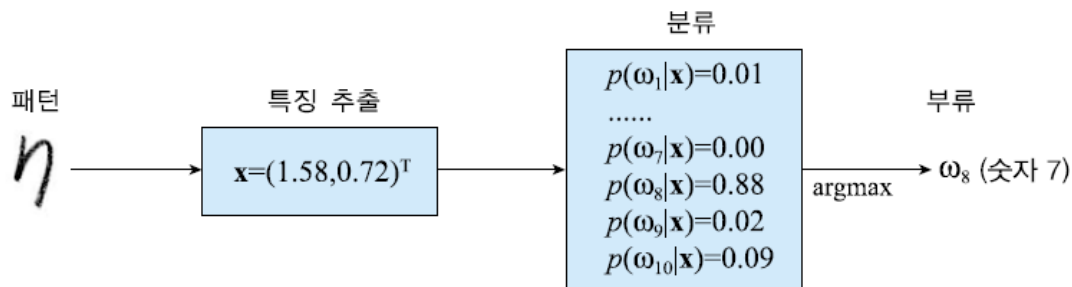 분류
패턴
특징 추출
x=(1.58,0.72)ᵀ
p(ω₁|x)=0.01
......
p(ω₇|x)=0.00
p(ω₈|x)=0.88
p(ω₉|x)=0.02
p(ω₁₀|x)=0.09
argmax
부류
ω₈ (숫자 7)